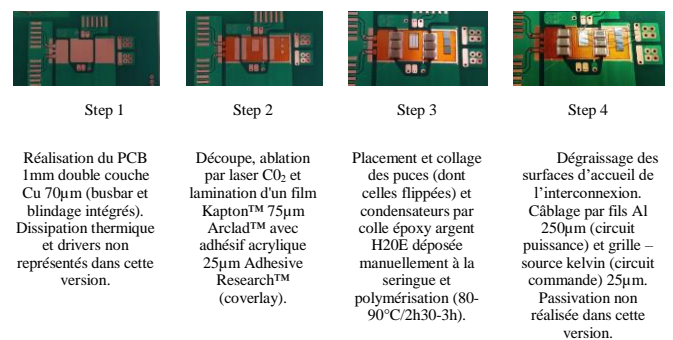 Step 1
Step 2
Step 3
Step 4
Réalisation du PCB
1mm double couche
Cu 70µm (busbar et
blindage intégrés).
Dissipation thermique
et drivers non
représentés dans cette
version.
Découpe, ablation
par laser C0₂ et
lamination d'un film
Kapton™ 75µm
Arclad™ avec
adhésif acrylique
25µm Adhesive
Research™
(coverlay).
Placement et collage
des puces (dont
celles flippées) et
condensateurs par
colle époxy argent
H20E déposée
manuellement à la
seringue et
polymérisation (80-
90°C/2h30-3h).
Dégraissage des
surfaces d’accueil de
l’interconnexion.
Câblage par fils Al
250µm (circuit
puissance) et grille –
source kelvin (circuit
commande) 25µm.
Passivation non
réalisée dans cette
version.